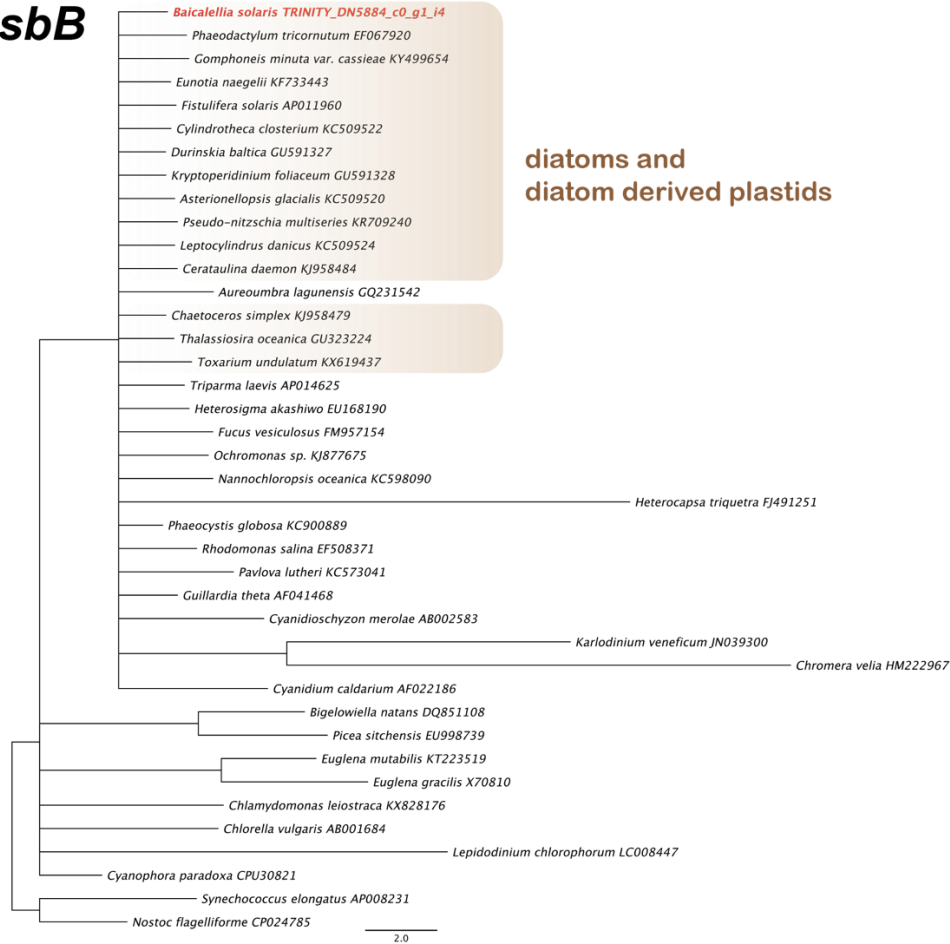 sbB
Baicalellia solaris TRINITY_DN5884_c0_g1_i4
Phaeodactylum tricornutum EF067920
Gomphoneis minuta var. cassieae KY499654
Eunotia naegelii KF733443
Fistulifera solaris AP011960
Cylindrotheca closterium KC509522
Durinskia baltica GU591327
Kryptoperidinium foliaceum GU591328
Asterionellopsis glacialis KC509520
Pseudo-nitzschia multiseries KR709240
Leptocylindrus danicus KC509524
Cerataulina daemon KJ958484
diatoms and
diatom derived plastids
Aureoumbra lagunensis GQ231542
Chaetoceros simplex KJ958479
Thalassiosira oceanica GU323224
Toxarium undulatum KX619437
Triparma laevis AP014625
Heterosigma akashiwo EU168190
Fucus vesiculosus FM957154
Ochromonas sp. KJ877675
Nannochloropsis oceanica KC598090
Heterocapsa triquetra FJ491251
Phaeocystis globosa KC900889
Rhodomonas salina EF508371
Pavlova lutheri KC573041
Guillardia theta AF041468
Cyanidioschyzon merolae AB002583
Karlodinium veneficum JN039300
Chromera velia HM222967
Cyanidium caldarium AF022186
Bigelowiella natans DQ851108
Picea sitchensis EU998739
Euglena mutabilis KT223519
Euglena gracilis X70810
Chlamydomonas leiostraca KX828176
Chlorella vulgaris AB001684
Lepidodinium chlorophorum LC008447
Cyanophora paradoxa CPU30821
Synechococcus elongatus AP008231
Nostoc flagelliforme CP024785
2.0